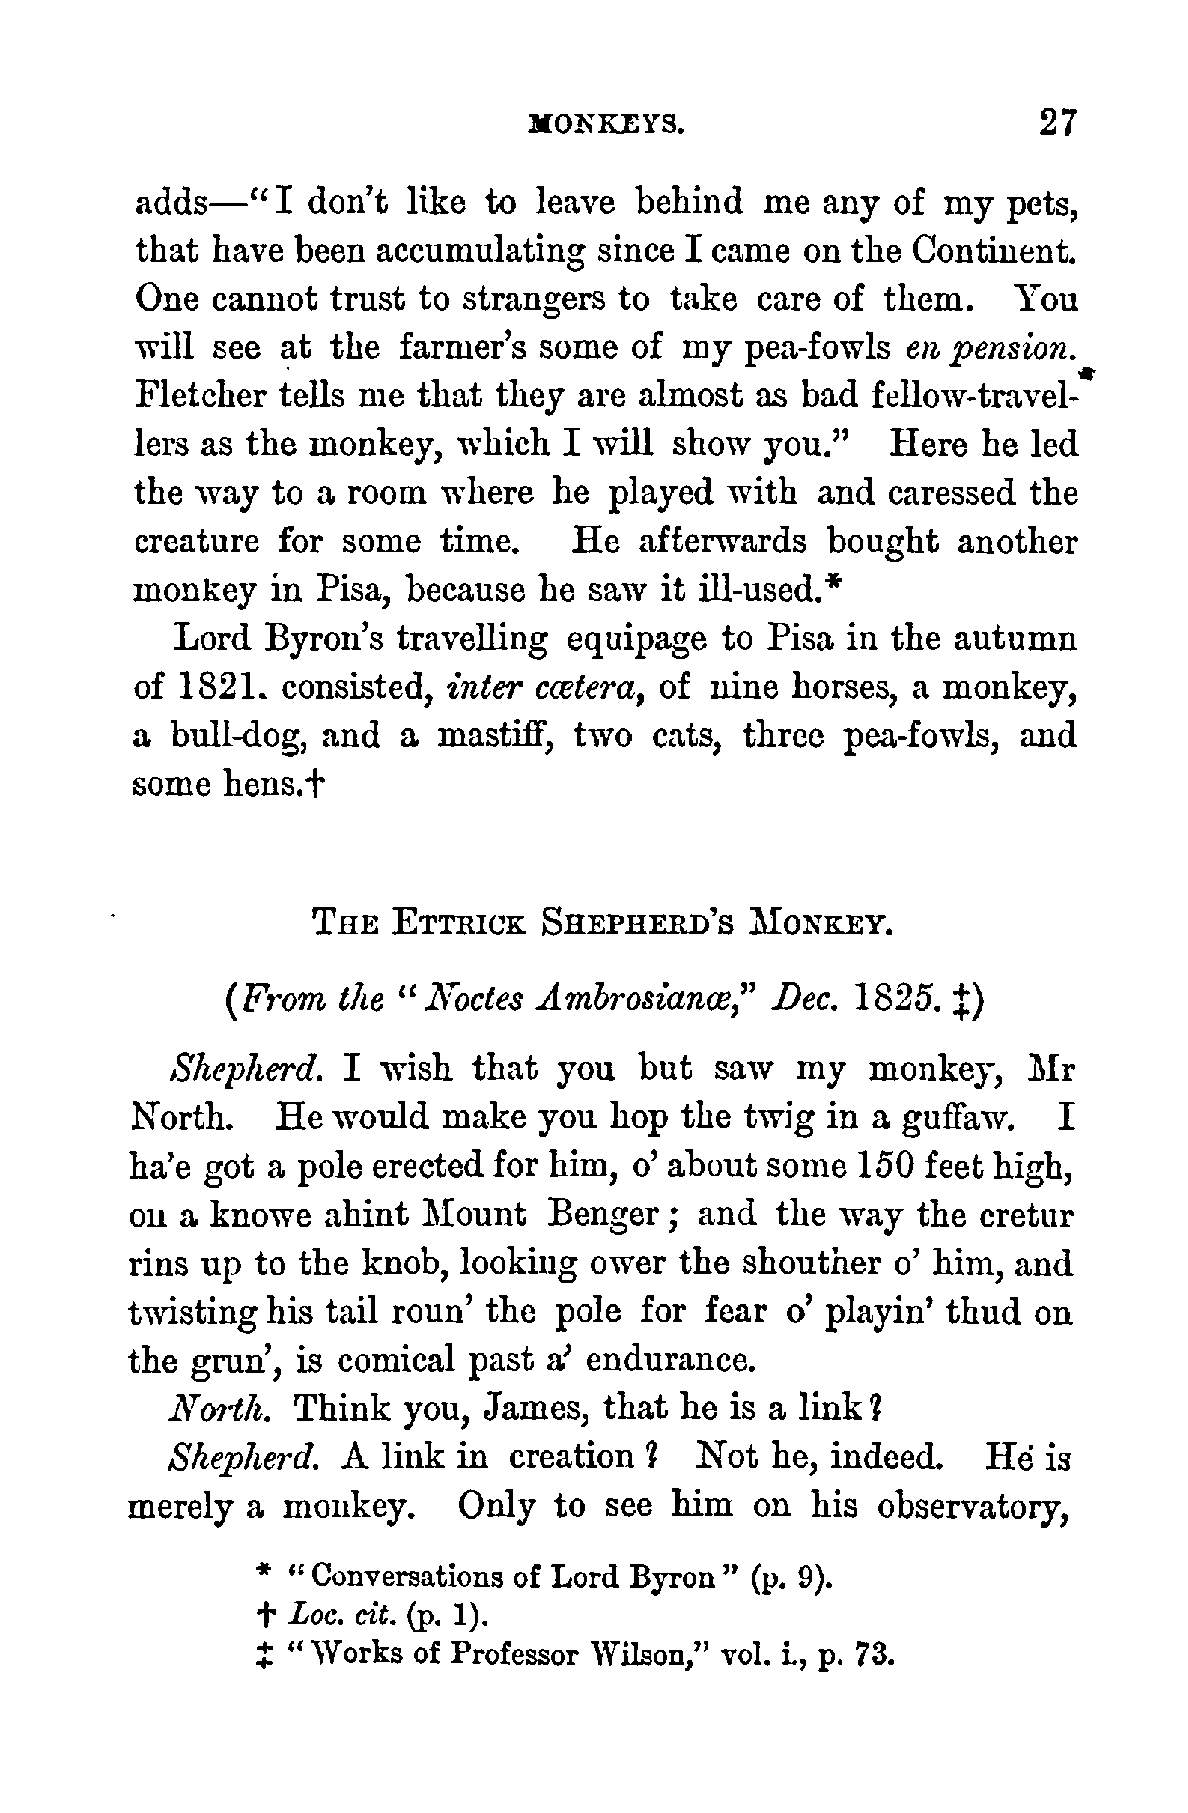 MONKEYS. 27
adds—“I don’t like to leave behind me any of my pets,
that have been accumulating since I came on the Continent.
One cannot trust to strangers to take care of them. You
will see at the farmer’s some of my pea-fowls en pension.
Fletcher tells me that they are almost as bad fellow-travel-
lers as the monkey, which I will show you.” Here he led
the way to a room where he played with and caressed the
creature for some time. He afterwards bought another
monkey in Pisa, because he saw it ill-used.*
Lord Byron’s travelling equipage to Pisa in the autumn
of 1821. consisted, inter cœtera, of nine horses, a monkey,
a bull-dog, and a mastiff, two cats, three pea-fowls, and
some hens.†
THE ETTRICK SHEPHERD’S MONKEY.
(From the “Noctes Ambrosianœ,” Dec. 1825. ‡)
Shepherd. I wish that you but saw my monkey, Mr
North. He would make you hop the twig in a guffaw. I
ha’e got a pole erected for him, o’ about some 150 feet high,
on a knowe ahint Mount Benger; and the way the cretur
rins up to the knob, looking ower the shouther o’ him, and
twisting his tail roun’ the pole for fear o’ playin’ thud on
the grun’, is comical past a’ endurance.
North. Think you, James, that he is a link?
Shepherd. A link in creation? Not he, indeed. He is
merely a monkey. Only to see him on his observatory,
* “Conversations of Lord Byron” (p. 9).
† Loc. cit. (p. 1).
‡ “Works of Professor Wilson,” vol. i., p. 73.